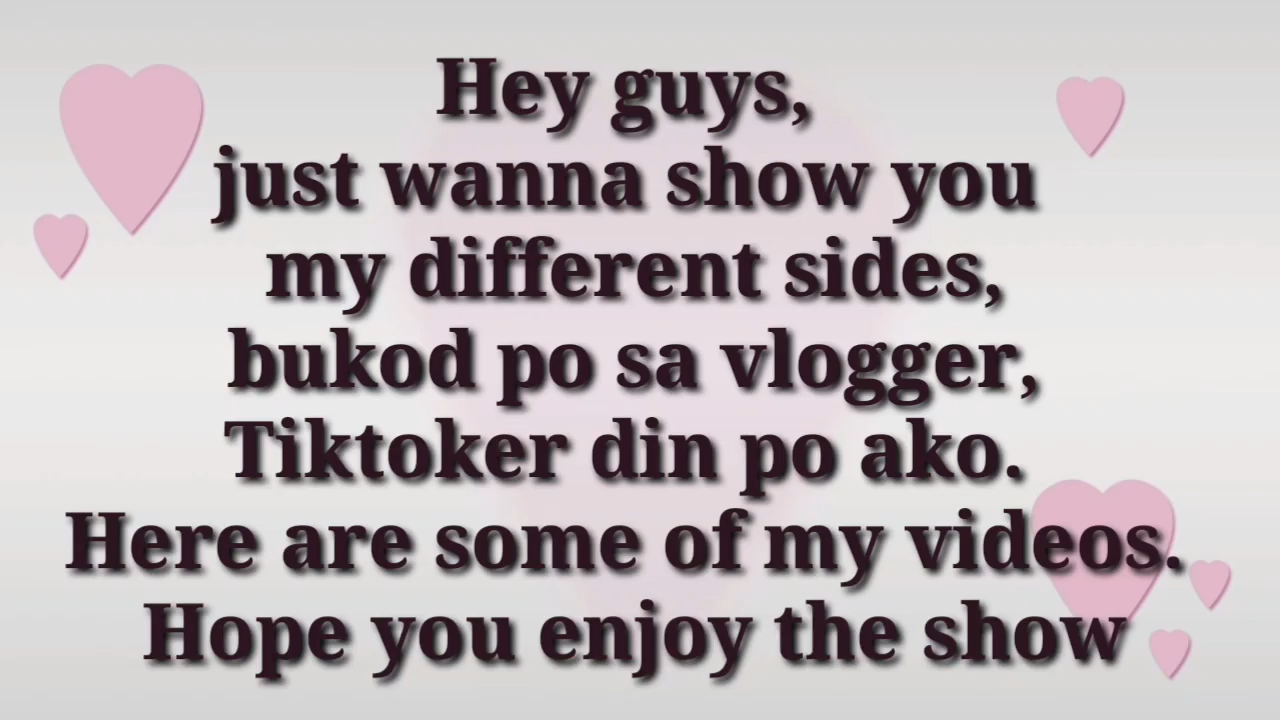 Hey guys,
just wanna show you
my different sides,
bukod po sa vlogger,
Tiktoker din po ako.
Here are some of my videos.
Hope you enjoy the show